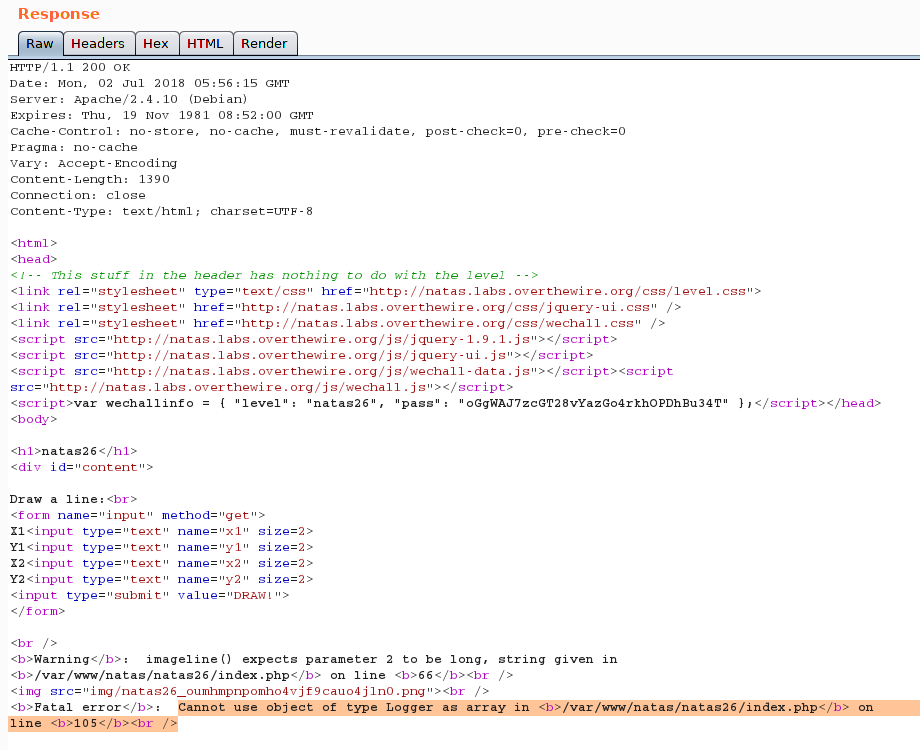 Response
Raw Headers Hex HTML Render
HTTP/1.1 200 OK
Date: Mon, 02 Jul 2018 05:56:15 GMT
Server: Apache/2.4.10 (Debian)
Expires: Thu, 19 Nov 1981 08:52:00 GMT
Cache-Control: no-store, no-cache, must-revalidate, post-check=0, pre-check=0
Pragma: no-cache
Vary: Accept-Encoding
Content-Length: 1390
Connection: close
Content-Type: text/html; charset=UTF-8
<html>
<head>
<!-- This stuff in the header has nothing to do with the level -->
<link rel="stylesheet" type="text/css" href="http://natas.labs.overthewire.org/css/level.css">
<link rel="stylesheet" href="http://natas.labs.overthewire.org/css/jquery-ui.css" />
<link rel="stylesheet" href="http://natas.labs.overthewire.org/css/wechall.css" />
<script src="http://natas.labs.overthewire.org/js/jquery-1.9.1.js"></script>
<script src="http://natas.labs.overthewire.org/js/jquery-ui.js"></script>
<script src="http://natas.labs.overthewire.org/js/wechall-data.js"></script><script
src="http://natas.labs.overthewire.org/js/wechall.js"></script>
<script>var wechallinfo = { "level": "natas26", "pass": "oGgWAJ7zcGT28vYazGo4rkhOPDhBu34T" };</script></head>
<body>
<h1>natas26</h1>
<div id="content">
Draw a line:<br>
<form name="input" method="get">
X1<input type="text" name="x1" size=2>
Y1<input type="text" name="y1" size=2>
X2<input type="text" name="x2" size=2>
Y2<input type="text" name="y2" size=2>
<input type="submit" value="DRAW!">
</form>
<br />
<b>Warning</b>:  imageline() expects parameter 2 to be long, string given in
<b>/var/www/natas/natas26/index.php</b> on line <b>66</b><br />
<img src="img/natas26_oumhmpnpomho4vjf9cauo4jln0.png"><br />
<b>Fatal error</b>:  Cannot use object of type Logger as array in <b>/var/www/natas/natas26/index.php</b> on
line <b>105</b><br />